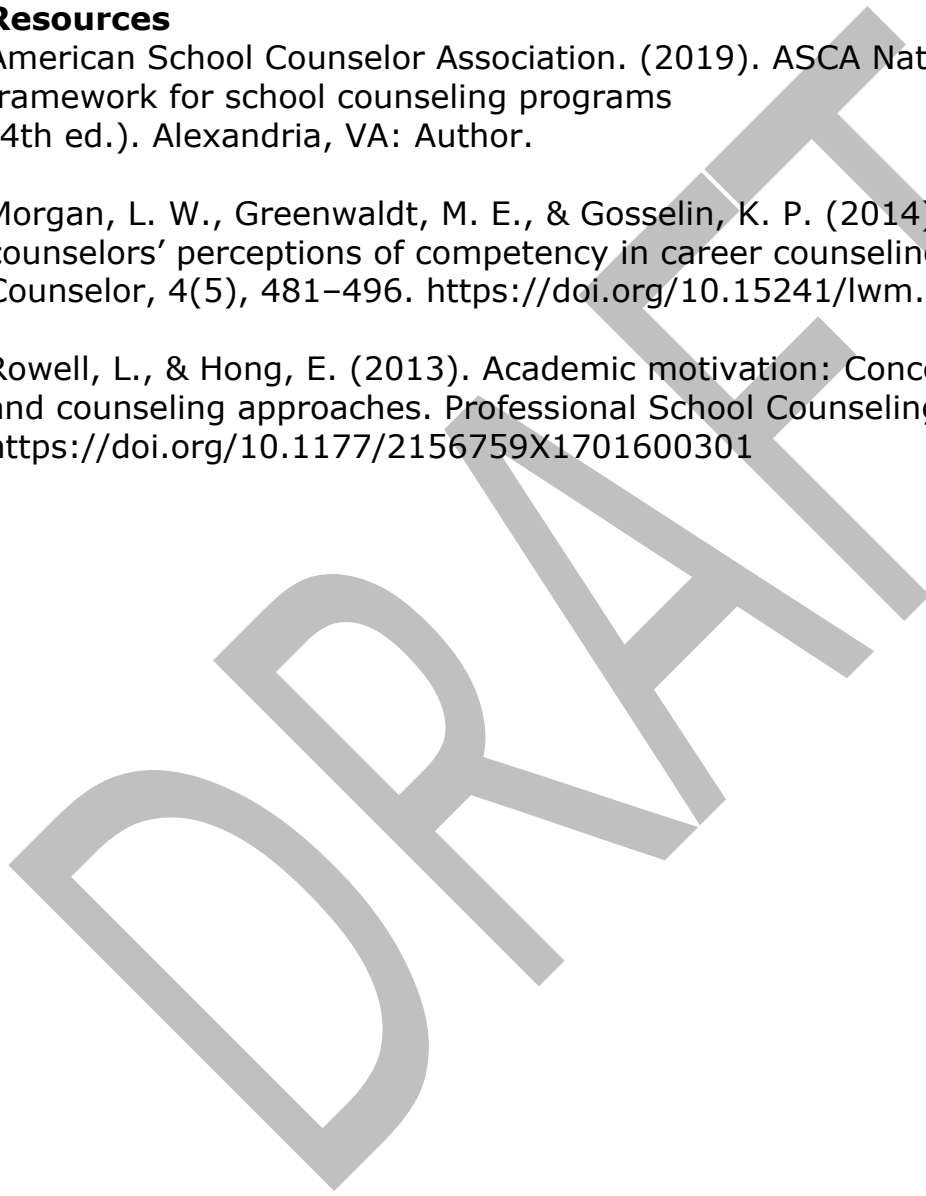 Resources
American School Counselor Association. (2019). ASCA Nat
framework for school counseling programs
(4th ed.). Alexandria, VA: Author.
Morgan, L. W., Greenwaldt, M. E., & Gosselin, K. P. (2014)
counselors’ perceptions of competency in career counseling
Counselor, 4(5), 481–496. https://doi.org/10.15241/lwm.
Rowell, L., & Hong, E. (2013). Academic motivation: Conce
and counseling approaches. Professional School Counseling
https://doi.org/10.1177/2156759X1701600301
DRAFT